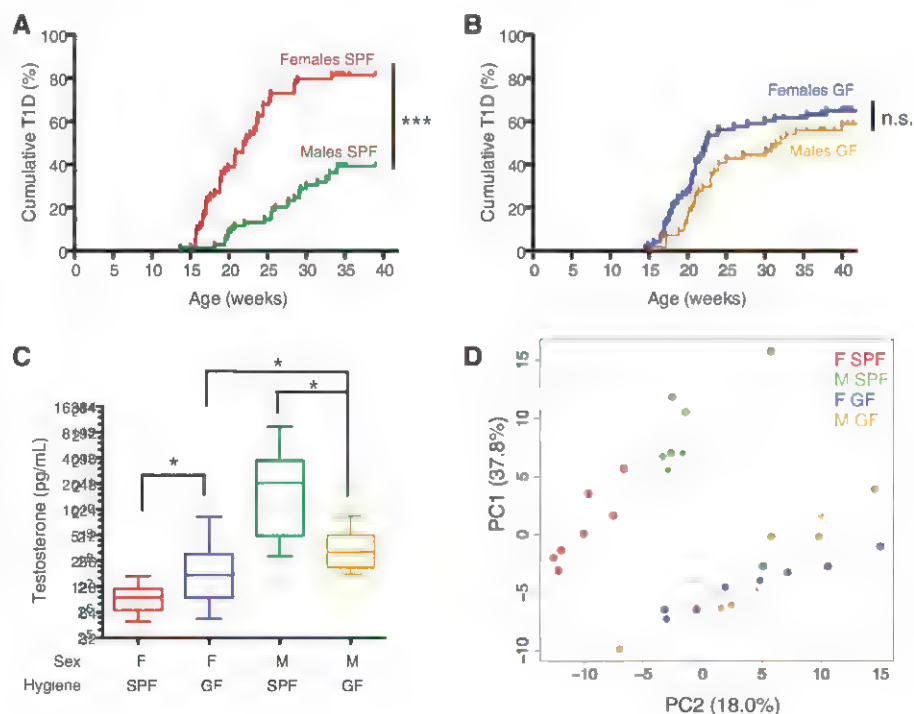 A
Cumulative T1D (%)
100
80
60
40
20
0
Females SPF
Males SPF
***
0 5 10 15 20 25 30 35 40
Age (weeks)
B
Cumulative T1D (%)
100
80
60
40
20
0
Females GF
Males GF
n.s.
0 5 10 15 20 25 30 35 40
Age (weeks)
C
Testosterone (pg/mL)
*
*
*
Sex F F M M
Hygiene SPF GF SPF GF
D
PC1 (37.8%)
15
10
5
0
-5
-10
F SPF
M SPF
F GF
M GF
-10 -5 0 5 10 15
PC2 (18.0%)